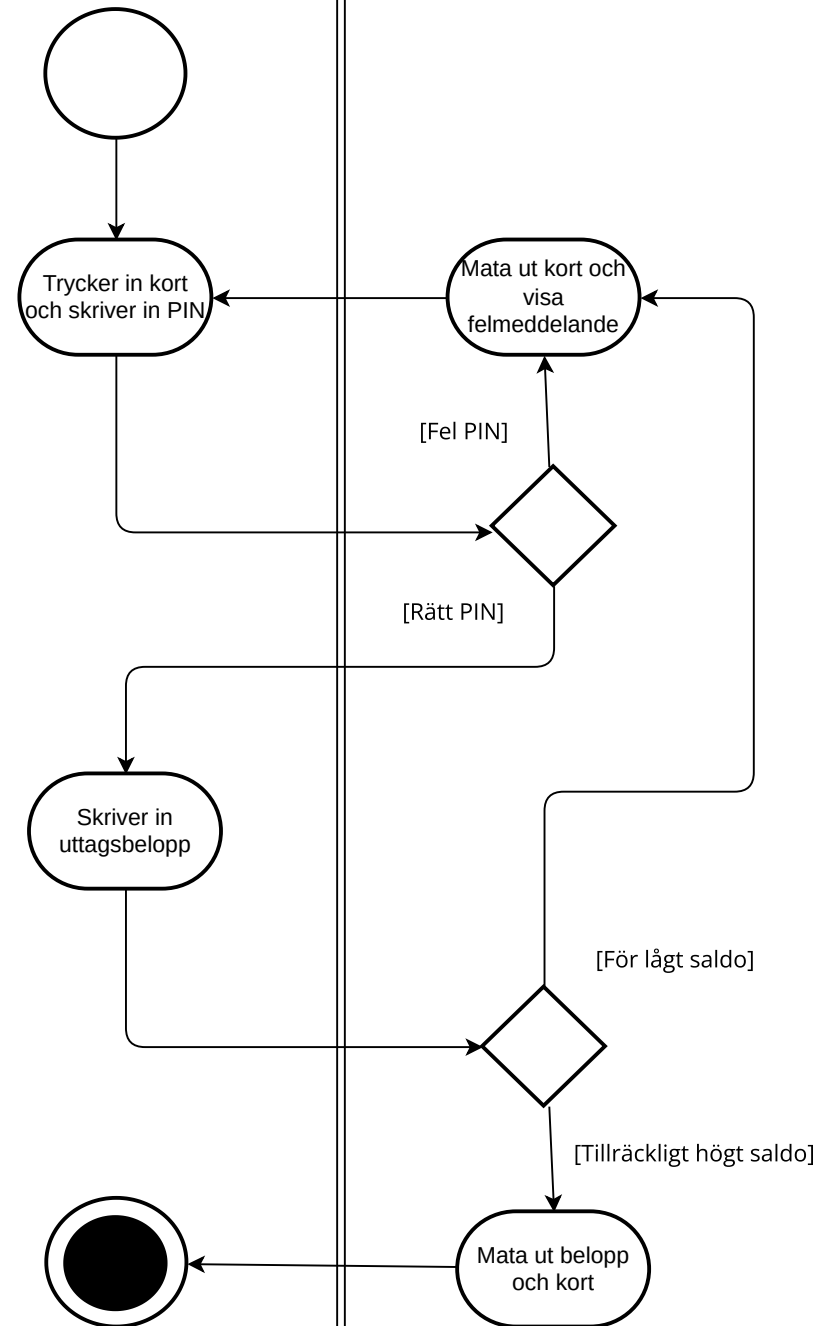 Trycker in kort
och skriver in PIN
Mata ut kort och
visa
felmeddelande
[Fel PIN]
[Rätt PIN]
Skriver in
uttagsbelopp
[För lågt saldo]
[Tillräckligt högt saldo]
Mata ut belopp
och kort